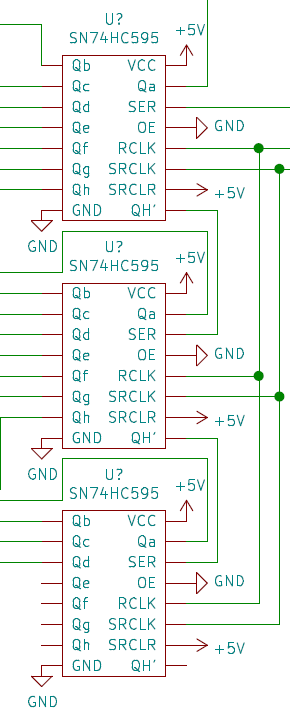 U?
SN74HC595
+5V
Qb VCC
Qc Qa
Qd SER
Qe OE GND
Qf RCLK
Qg SRCLK
Qh SRCLR +5V
GND QH'
GND
U?
SN74HC595
+5V
Qb VCC
Qc Qa
Qd SER
Qe OE GND
Qf RCLK
Qg SRCLK
Qh SRCLR +5V
GND QH'
GND
U?
SN74HC595
+5V
Qb VCC
Qc Qa
Qd SER
Qe OE GND
Qf RCLK
Qg SRCLK
Qh SRCLR +5V
GND QH'
GND